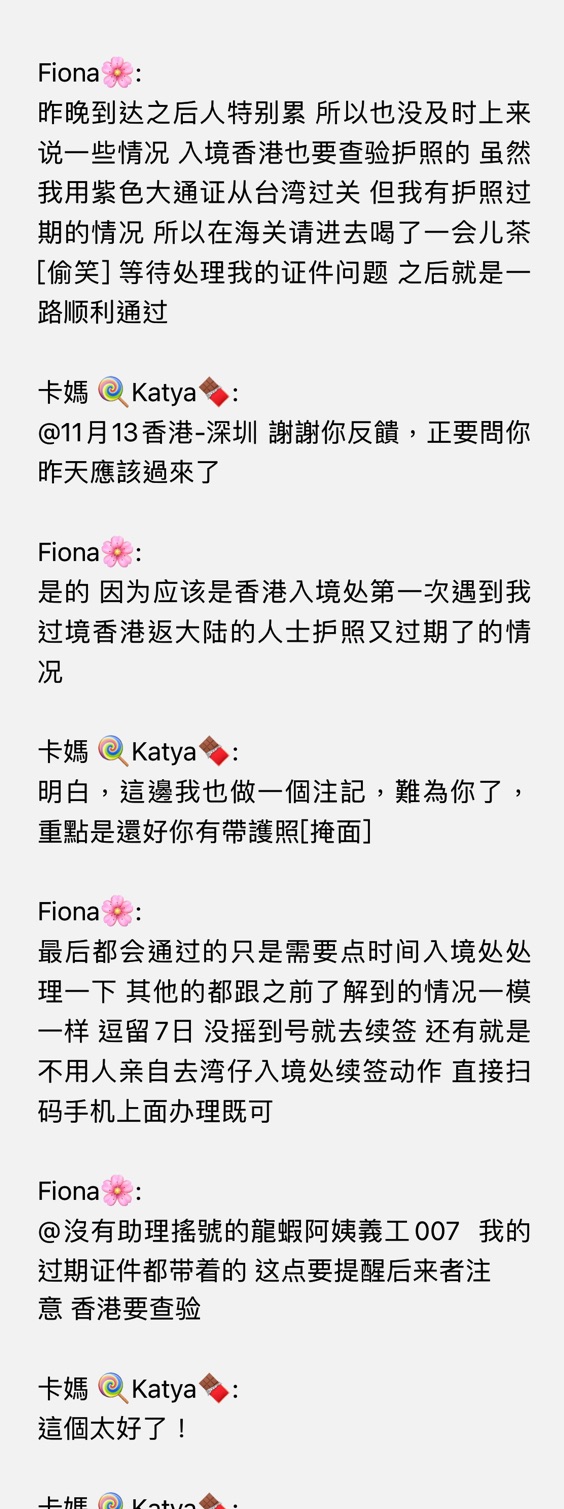 Fiona🌸:
昨晚到达之后人特别累 所以也没及时上来
说一些情况 入境香港也要查验护照的 虽然
我用紫色大通证从台湾过关 但我有护照过
期的情况 所以在海关请进去喝了一会儿茶
[偷笑] 等待处理我的证件问题 之后就是一
路顺利通过
卡媽 🍭Katya🍫:
@11月13香港-深圳 謝謝你反饋，正要問你
昨天應該過來了
Fiona🌸:
是的 因为应该是香港入境处第一次遇到我
过境香港返大陆的人士护照又过期了的情
况
卡媽 🍭Katya🍫:
明白，這邊我也做一個注記，難為你了，
重點是還好你有帶護照[掩面]
Fiona🌸:
最后都会通过的只是需要点时间入境处处
理一下 其他的都跟之前了解到的情况一模
一样 逗留7日 没摇到号就去续签 还有就是
不用人亲自去湾仔入境处续签动作 直接扫
码手机上面办理既可
Fiona🌸:
@沒有助理搖號的龍蝦阿姨義工007 我的
过期证件都带着的 这点要提醒后来者注
意 香港要查验
卡媽 🍭Katya🍫:
這個太好了！
卡媽 🍭Katya🍫: